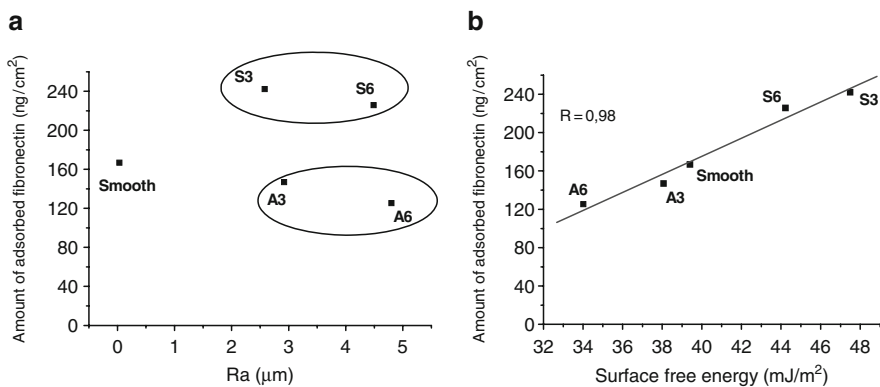 a
Amount of adsorbed fibronectin (ng/cm²)
240
200
160
120
80
40
0
S3
S6
Smooth
A3
A6
0 1 2 3 4 5
Ra (μm)
b
Amount of adsorbed fibronectin (ng/cm²)
240
200
160
120
80
40
0
R = 0,98
S6
S3
Smooth
A6
A3
32 34 36 38 40 42 44 46 48
Surface free energy (mJ/m²)